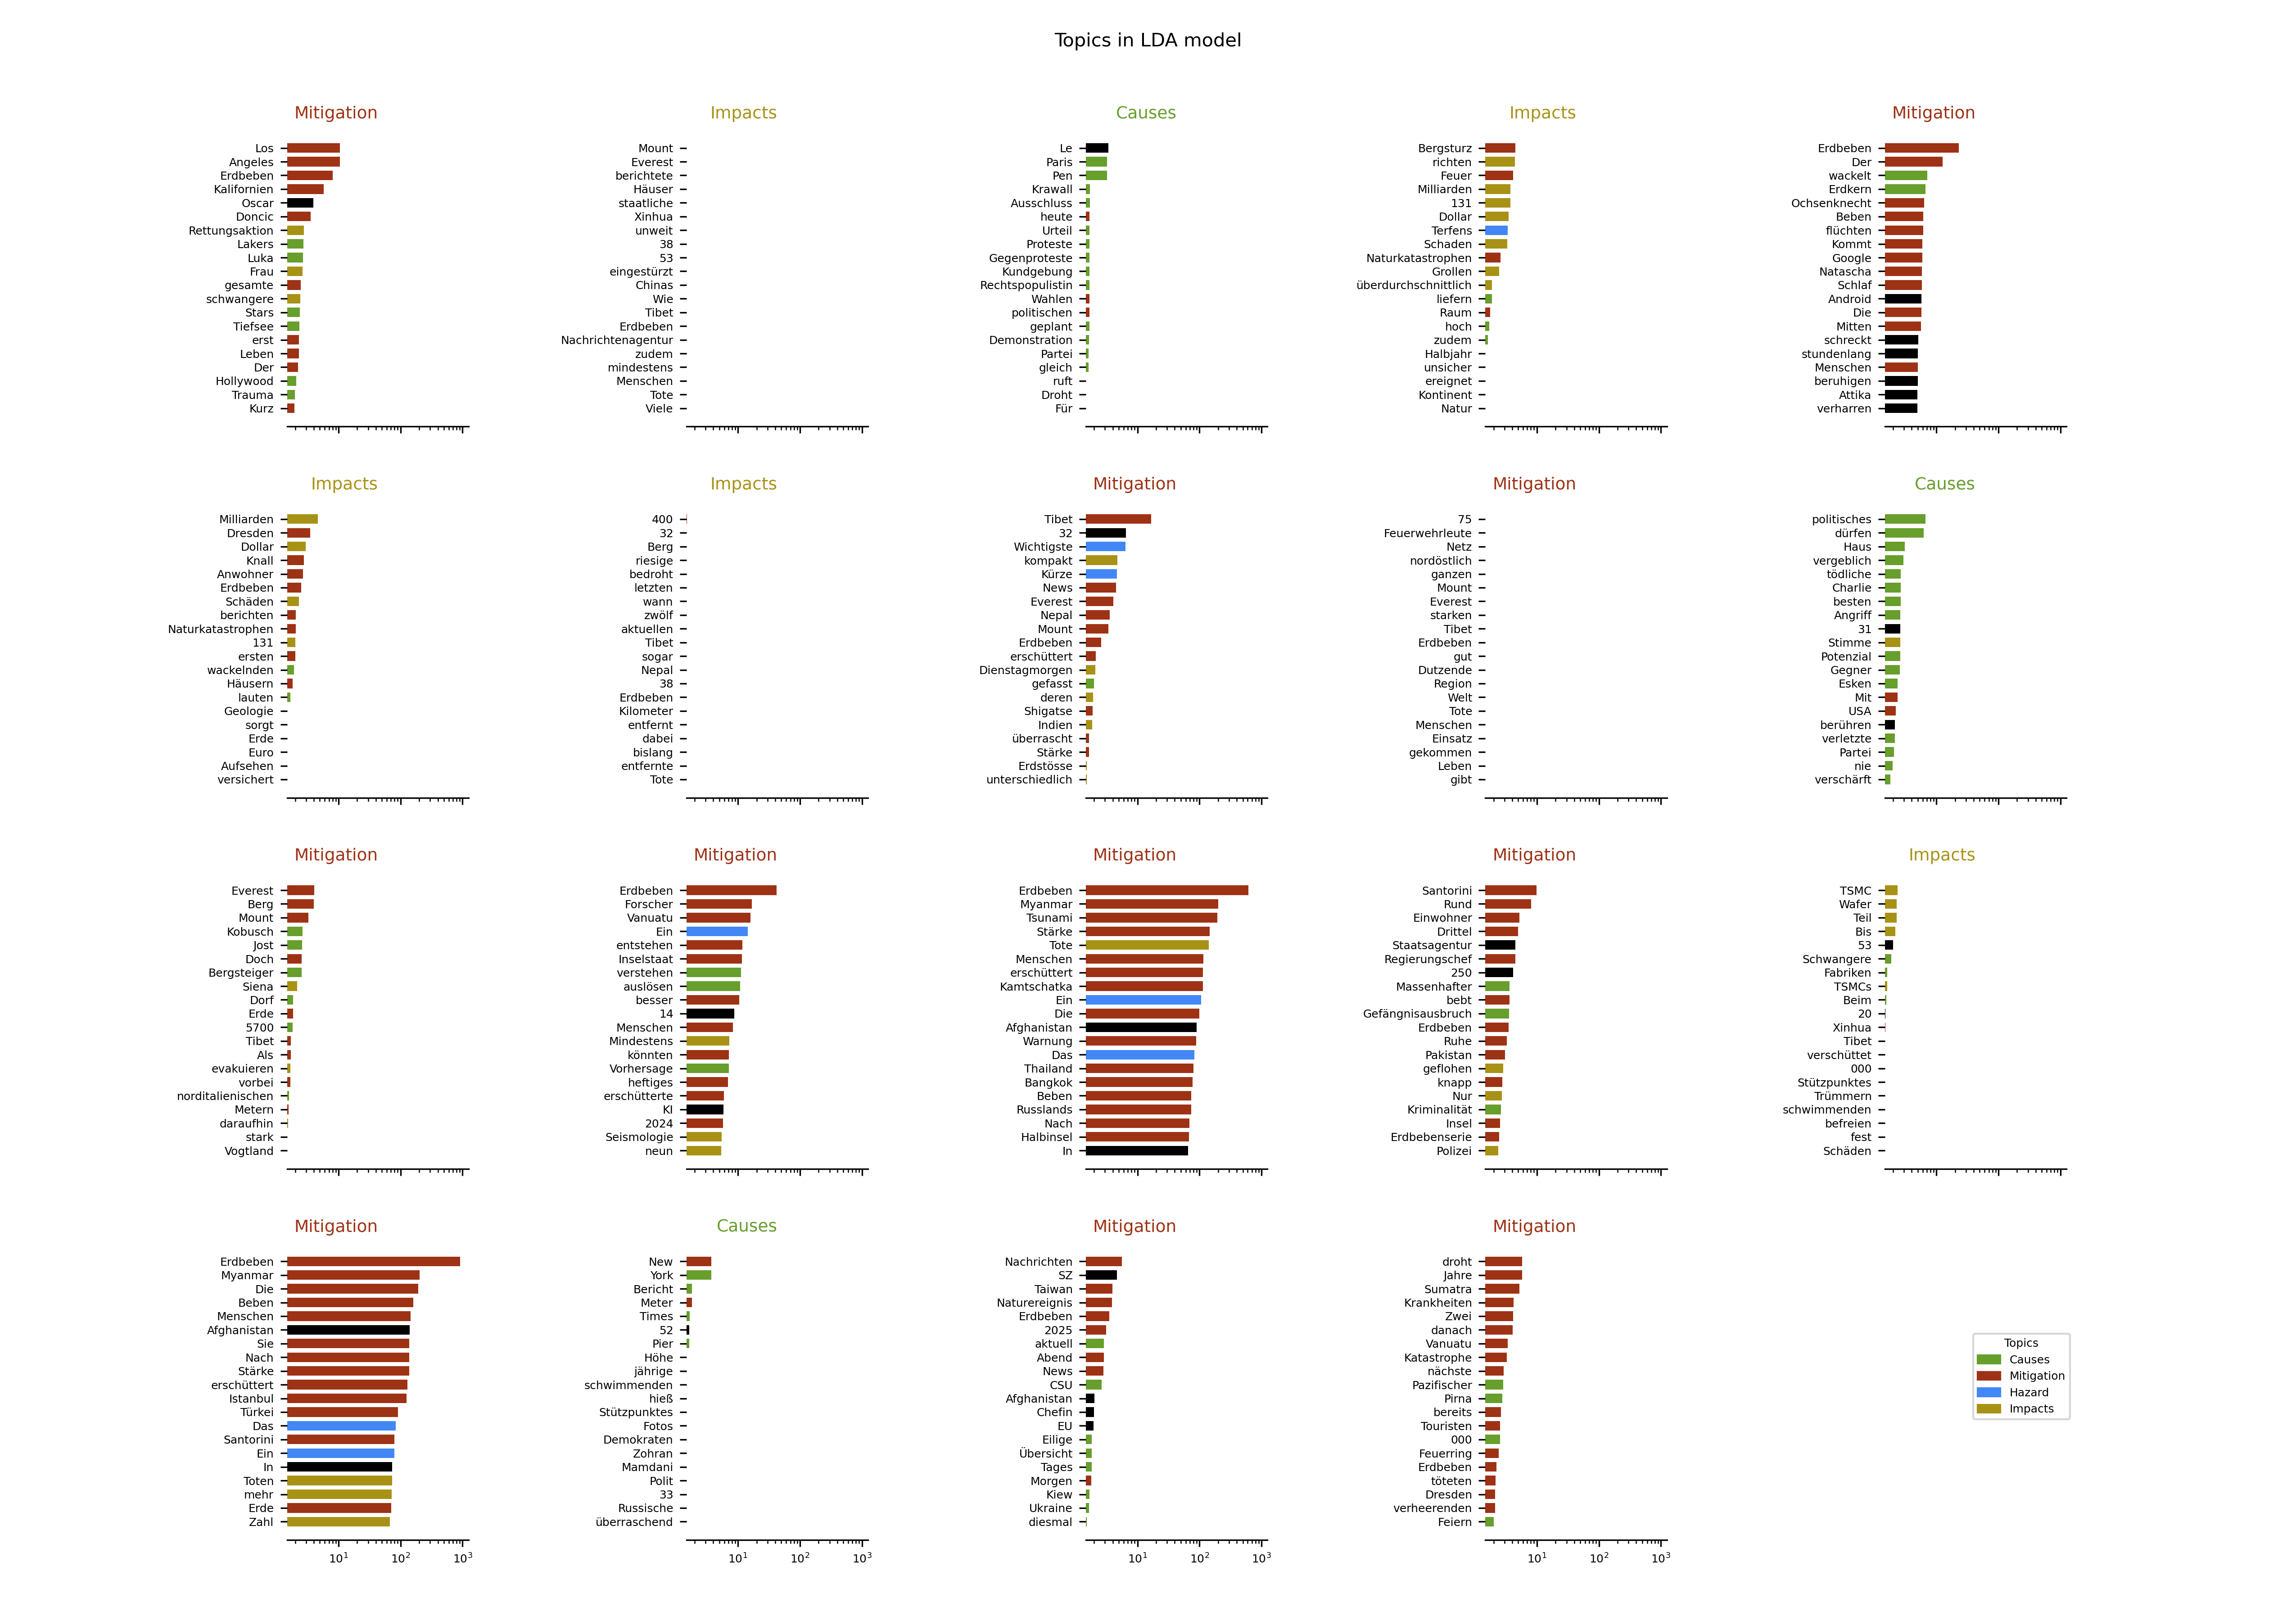 Topics in LDA model
Mitigation
Los
Angeles
Erdbeben
Kalifornien
Oscar
Doncic
Rettungsaktion
Lakers
Luka
Frau
gesamte
schwangere
Stars
Tiefsee
erst
Leben
Der
Hollywood
Trauma
Kurz
Impacts
Mount
Everest
berichtete
Häuser
staatliche
Xinhua
unweit
38
53
eingestürzt
Chinas
Wie
Tibet
Erdbeben
Nachrichtenagentur
zudem
mindestens
Menschen
Tote
Viele
Causes
Le
Paris
Pen
Krawall
Ausschluss
heute
Urteil
Proteste
Gegenproteste
Kundgebung
Rechtspopulistin
Wahlen
politischen
geplant
Demonstration
Partei
gleich
ruft
Droht
Für
Impacts
Bergsturz
richten
Feuer
Milliarden
131
Dollar
Terfens
Schaden
Naturkatastrophen
Grollen
überdurchschnittlich
liefern
Raum
hoch
zudem
Halbjahr
unsicher
ereignet
Kontinent
Natur
Mitigation
Erdbeben
Der
wackelt
Erdkern
Ochsenknecht
Beben
flüchten
Kommt
Google
Natascha
Schlaf
Android
Die
Mitten
schreckt
stundenlang
Menschen
beruhigen
Attika
verharren
Impacts
Milliarden
Dresden
Dollar
Knall
Anwohner
Erdbeben
Schäden
berichten
Naturkatastrophen
131
ersten
wackelnden
Häusern
lauten
Geologie
sorgt
Erde
Euro
Aufsehen
versichert
Impacts
400
32
Berg
riesige
bedroht
letzten
wann
zwölf
aktuellen
Tibet
sogar
Nepal
38
Erdbeben
Kilometer
entfernt
dabei
bislang
entfernte
Tote
Mitigation
Tibet
32
Wichtigste
kompakt
Kürze
News
Everest
Nepal
Mount
Erdbeben
erschüttert
Dienstagmorgen
gefasst
deren
Shigatse
Indien
überrascht
Stärke
Erdstösse
unterschiedlich
Mitigation
75
Feuerwehrleute
Netz
nordöstlich
ganzen
Mount
Everest
starken
Tibet
Erdbeben
gut
Dutzende
Region
Welt
Tote
Menschen
Einsatz
gekommen
Leben
gibt
Causes
politisches
dürfen
Haus
vergeblich
tödliche
Charlie
besten
Angriff
31
Stimme
Potenzial
Gegner
Esken
Mit
USA
berühren
verletzte
Partei
nie
verschärft
Mitigation
Everest
Berg
Mount
Kobusch
Jost
Doch
Bergsteiger
Siena
Dorf
Erde
5700
Tibet
Als
evakuieren
vorbei
norditalienischen
Metern
daraufhin
stark
Vogtland
Mitigation
Erdbeben
Forscher
Vanuatu
Ein
entstehen
Inselstaat
verstehen
auslösen
besser
14
Menschen
Mindestens
könnten
Vorhersage
heftiges
erschütterte
KI
2024
Seismologie
neun
Mitigation
Erdbeben
Myanmar
Tsunami
Stärke
Tote
Menschen
erschüttert
Kamtschatka
Ein
Die
Afghanistan
Warnung
Das
Thailand
Bangkok
Beben
Russlands
Nach
Halbinsel
In
Mitigation
Santorini
Rund
Einwohner
Drittel
Staatsagentur
Regierungschef
250
Massenhafter
bebt
Gefängnisausbruch
Erdbeben
Ruhe
Pakistan
geflohen
knapp
Nur
Kriminalität
Insel
Erdbebenserie
Polizei
Impacts
TSMC
Wafer
Teil
Bis
53
Schwangere
Fabriken
TSMCs
Beim
20
Xinhua
Tibet
verschüttet
000
Stützpunktes
Trümmern
schwimmenden
befreien
fest
Schäden
Mitigation
Erdbeben
Myanmar
Die
Beben
Menschen
Afghanistan
Sie
Nach
Stärke
erschüttert
Istanbul
Türkei
Das
Santorini
Ein
In
Toten
mehr
Erde
Zahl
10¹ 10² 10³
Causes
New
York
Bericht
Meter
Times
52
Pier
Höhe
jährige
schwimmenden
hieß
Stützpunktes
Fotos
Demokraten
Zohran
Mamdani
Polit
33
Russische
überraschend
10¹ 10² 10³
Mitigation
Nachrichten
SZ
Taiwan
Naturereignis
Erdbeben
2025
aktuell
Abend
News
CSU
Afghanistan
Chefin
EU
Eilige
Übersicht
Tages
Morgen
Kiew
Ukraine
diesmal
10¹ 10² 10³
Mitigation
droht
Jahre
Sumatra
Krankheiten
Zwei
danach
Vanuatu
Katastrophe
nächste
Pazifischer
Pirna
bereits
Touristen
000
Feuerring
Erdbeben
töteten
Dresden
verheerenden
Feiern
10¹ 10² 10³
Topics
Causes
Mitigation
Hazard
Impacts